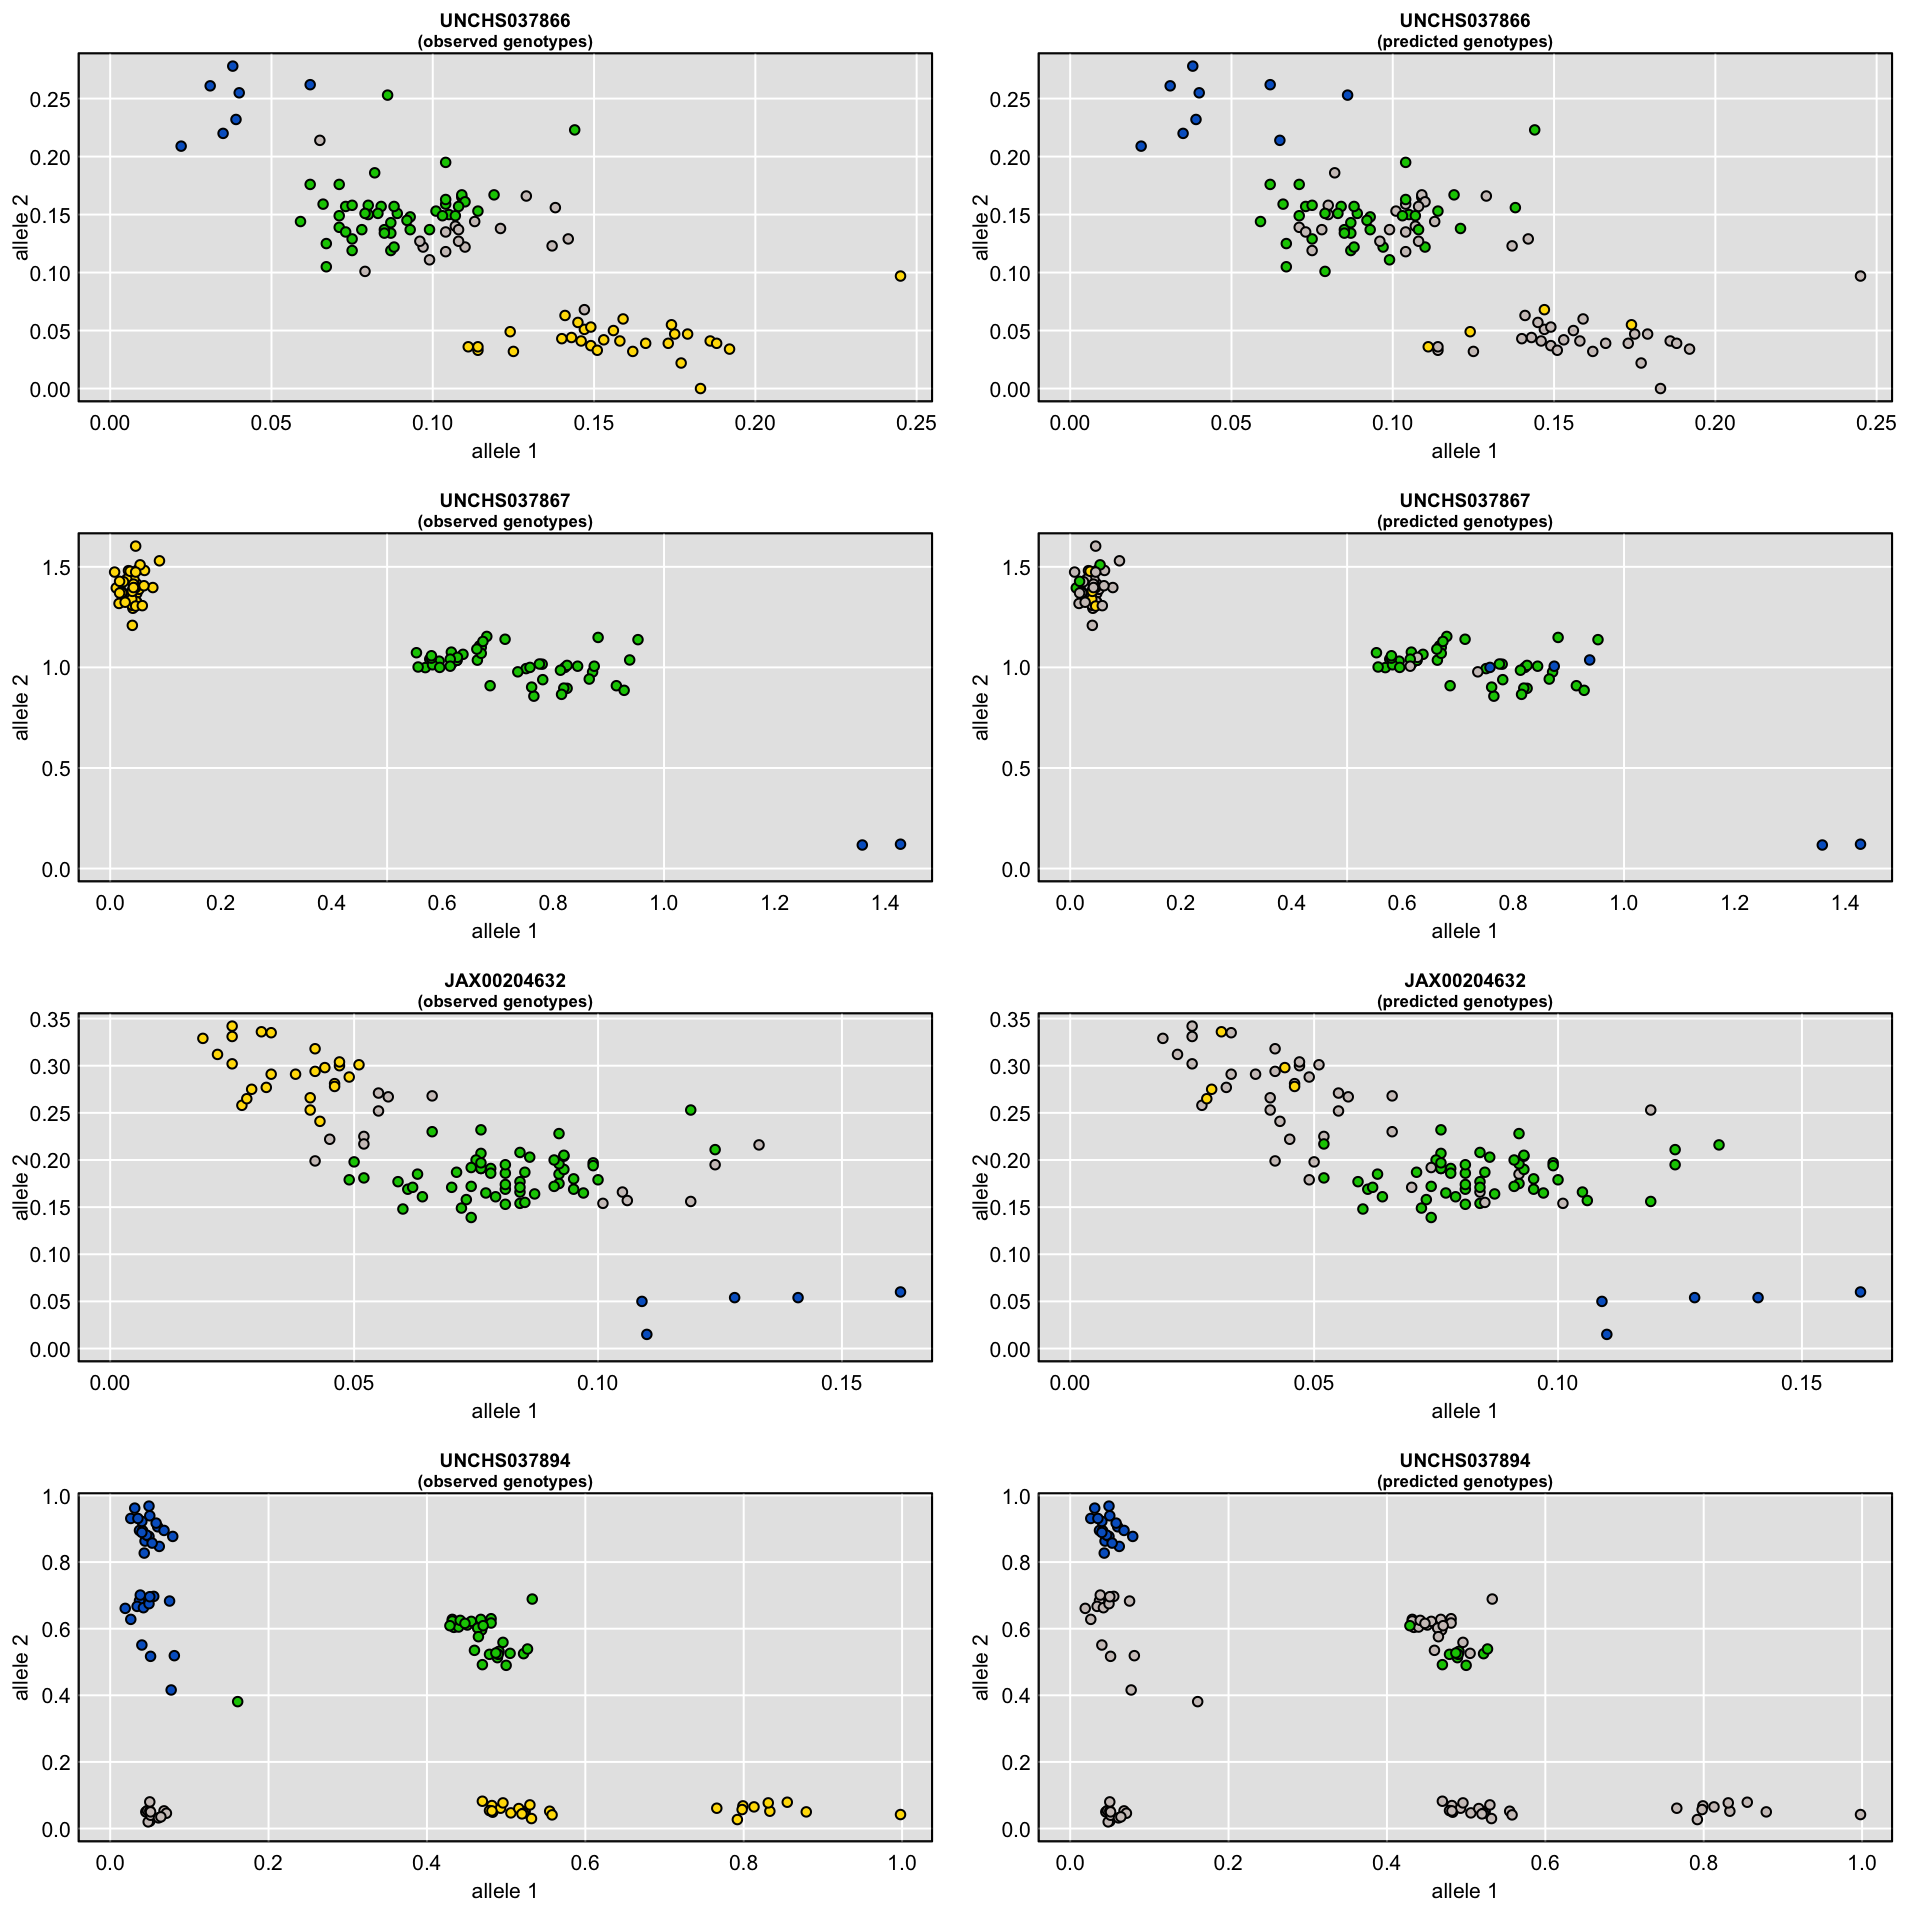 UNCHS037866
(observed genotypes)
allele 2
0.25
0.20
0.15
0.10
0.05
0.00
0.00 0.05 0.10 0.15 0.20 0.25
allele 1
UNCHS037866
(predicted genotypes)
allele 2
0.25
0.20
0.15
0.10
0.05
0.00
0.00 0.05 0.10 0.15 0.20 0.25
allele 1
UNCHS037867
(observed genotypes)
allele 2
1.5
1.0
0.5
0.0
0.0 0.2 0.4 0.6 0.8 1.0 1.2 1.4
allele 1
UNCHS037867
(predicted genotypes)
allele 2
1.5
1.0
0.5
0.0
0.0 0.2 0.4 0.6 0.8 1.0 1.2 1.4
allele 1
JAX00204632
(observed genotypes)
allele 2
0.35
0.30
0.25
0.20
0.15
0.10
0.05
0.00
0.00 0.05 0.10 0.15
allele 1
JAX00204632
(predicted genotypes)
allele 2
0.35
0.30
0.25
0.20
0.15
0.10
0.05
0.00
0.00 0.05 0.10 0.15
allele 1
UNCHS037894
(observed genotypes)
allele 2
1.0
0.8
0.6
0.4
0.2
0.0
0.0 0.2 0.4 0.6 0.8 1.0
allele 1
UNCHS037894
(predicted genotypes)
allele 2
1.0
0.8
0.6
0.4
0.2
0.0
0.0 0.2 0.4 0.6 0.8 1.0
allele 1